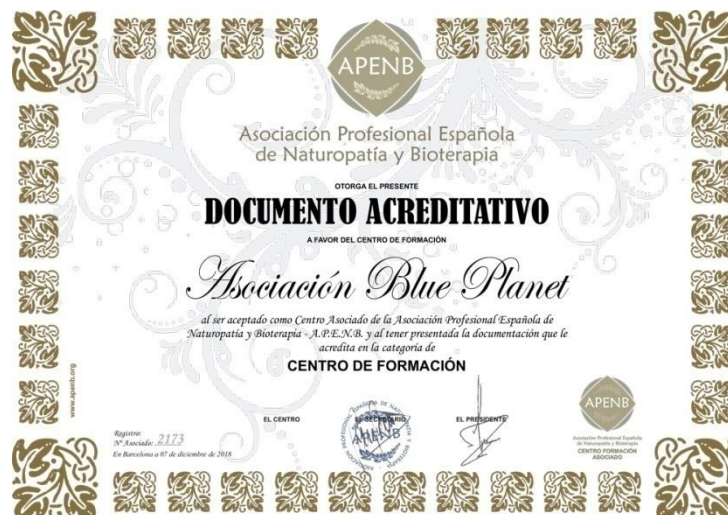 APENB
Asociación Profesional Española
de Naturopatía y Bioterapia
OTORGA EL PRESENTE
DOCUMENTO ACREDITATIVO
A FAVOR DEL CENTRO DE FORMACIÓN
Asociación Blue Planet
al ser aceptado como Centro Asociado de la Asociación Profesional Española de
Naturopatía y Bioterapia - A.P.E.N.B. y al tener presentada la documentación que le
acredita en la categoría de
CENTRO DE FORMACIÓN
www.apenb.org
EL CENTRO
EL SECRETARIO
EL PRESIDENTE
APENB
Registro:
Nº Asociado: 2173
En Barcelona a 07 de diciembre de 2018
APENB
Asociación Profesional Española
de Naturopatía y Bioterapia
CENTRO FORMACIÓN
ASOCIADO